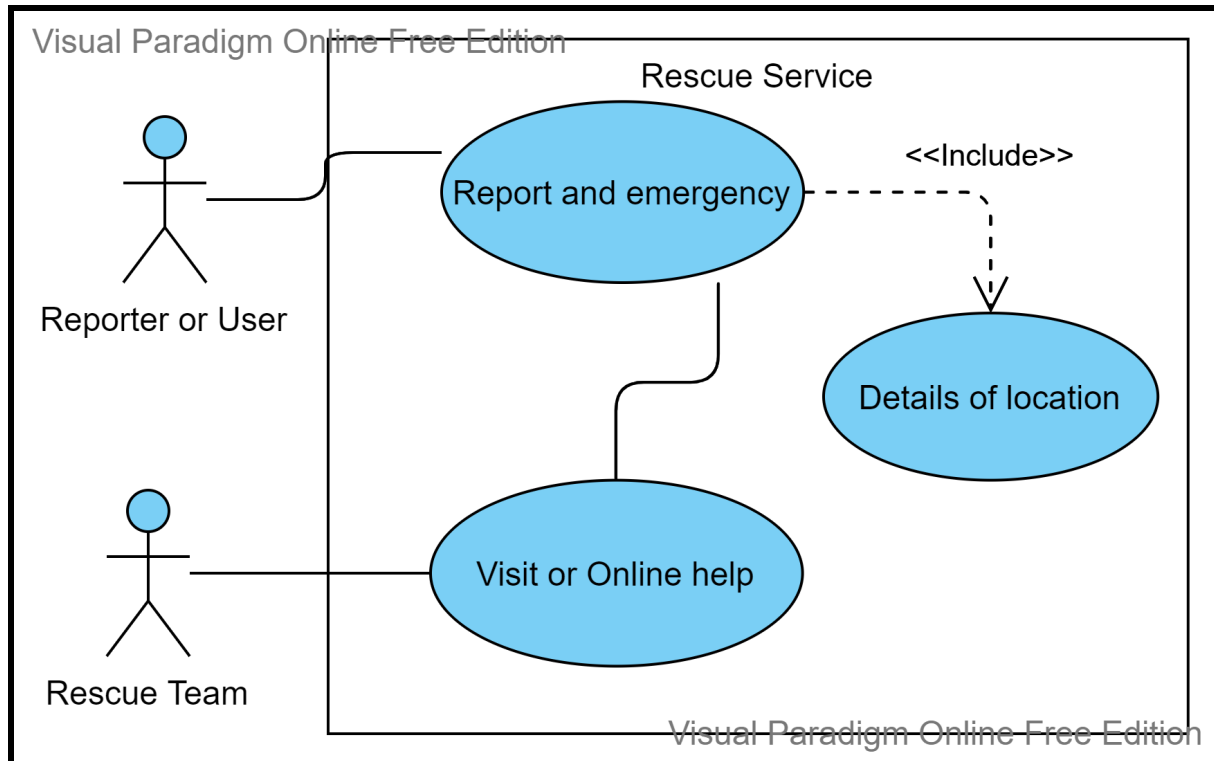 Visual Paradigm Online Free Edition
Rescue Service
<<Include>>
Report and emergency
Reporter or User
Details of location
Visit or Online help
Rescue Team
Visual Paradigm Online Free Edition